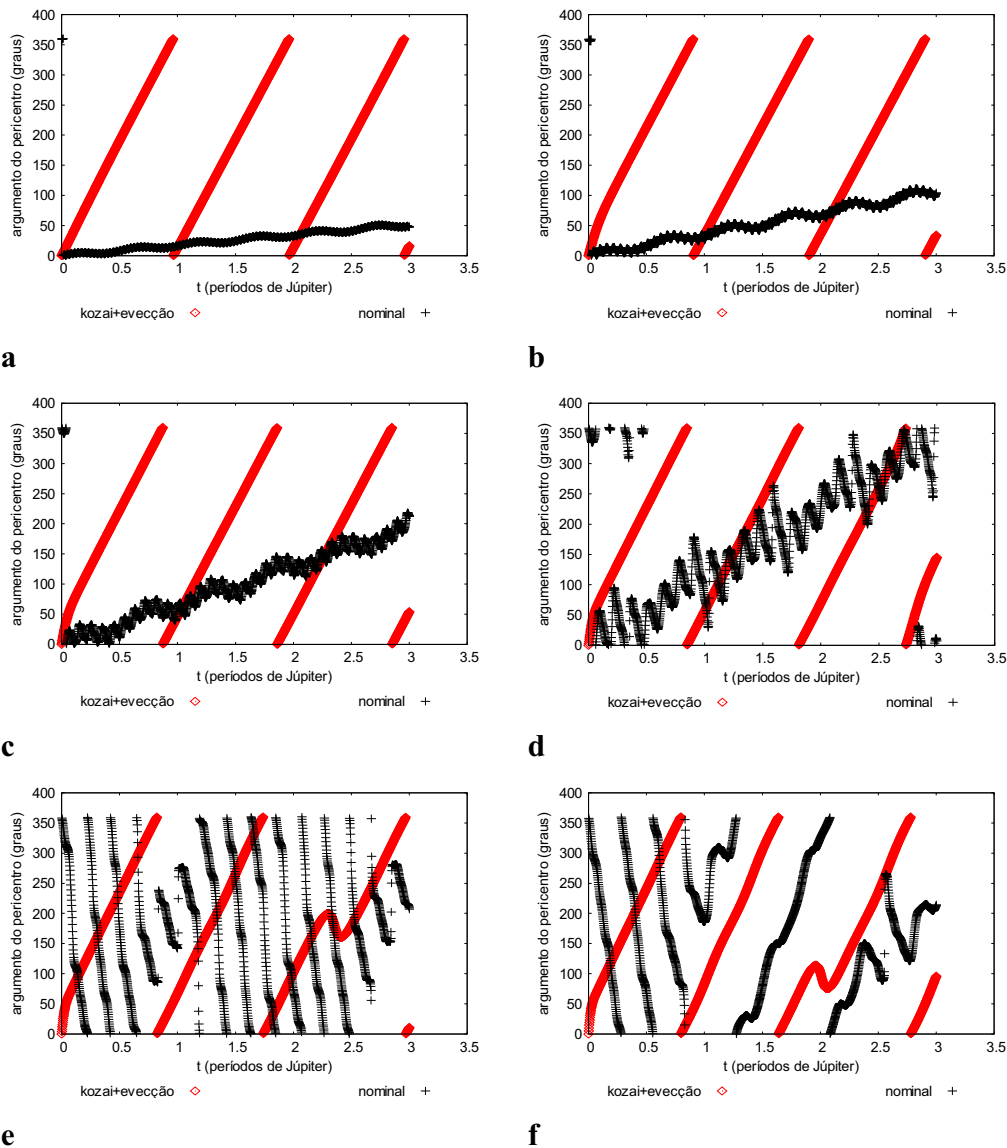 argumento do pericentro (graus)
400
350
300
250
200
150
100
50
0
0 0.5 1 1.5 2 2.5 3 3.5
t (períodos de Júpiter)
kozai+evecção nominal
a
argumento do pericentro (graus)
400
350
300
250
200
150
100
50
0
0 0.5 1 1.5 2 2.5 3 3.5
t (períodos de Júpiter)
kozai+evecção nominal
b
argumento do pericentro (graus)
400
350
300
250
200
150
100
50
0
0 0.5 1 1.5 2 2.5 3 3.5
t (períodos de Júpiter)
kozai+evecção nominal
c
argumento do pericentro (graus)
400
350
300
250
200
150
100
50
0
0 0.5 1 1.5 2 2.5 3 3.5
t (períodos de Júpiter)
kozai+evecção nominal
d
argumento do pericentro (graus)
400
350
300
250
200
150
100
50
0
0 0.5 1 1.5 2 2.5 3 3.5
t (períodos de Júpiter)
kozai+evecção nominal
e
argumento do pericentro (graus)
400
350
300
250
200
150
100
50
0
0 0.5 1 1.5 2 2.5 3 3.5
t (períodos de Júpiter)
kozai+evecção nominal
f